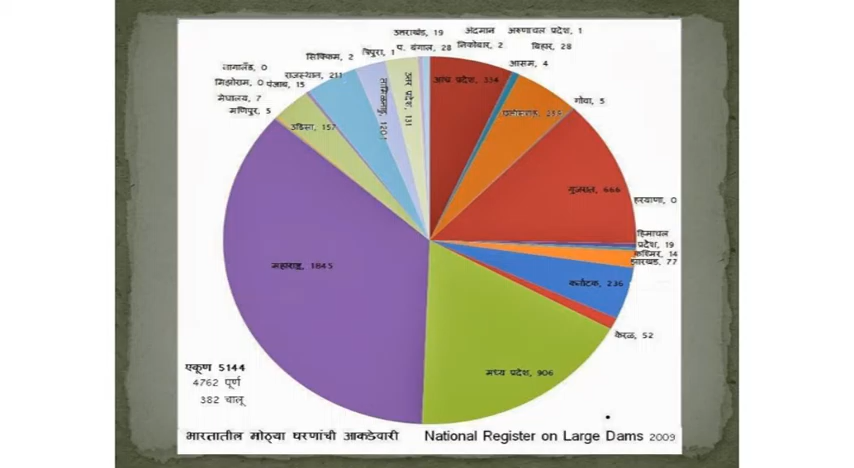 उत्तराखंड, 19
अंदमान निकोबार, 2
अरुणाचल प्रदेश, 1
प. बंगाल, 28
बिहार, 28
सिक्किम, 2
त्रिपुरा, 1
आसाम, 4
नागालँड, 0
राजस्थान, 211
मिझोराम, 0
पंजाब, 15
मेघालय, 7
मणिपूर, 5
उडिसा, 157
उत्तर प्रदेश, 131
आंध्र प्रदेश, 334
गोवा, 5
गुजरात, 666
हरयाणा, 0
हिमाचल
प्रदेश, 19
कश्मिर, 14
झारखंड, 77
कर्नाटक, 236
केरळ, 52
महाराष्ट्र, 1845
मध्य प्रदेश, 906
एकूण 5144
4762 पूर्ण
382 चालू
भारतातील मोठ्या धरणांची आकडेवारी National Register on Large Dams 2009